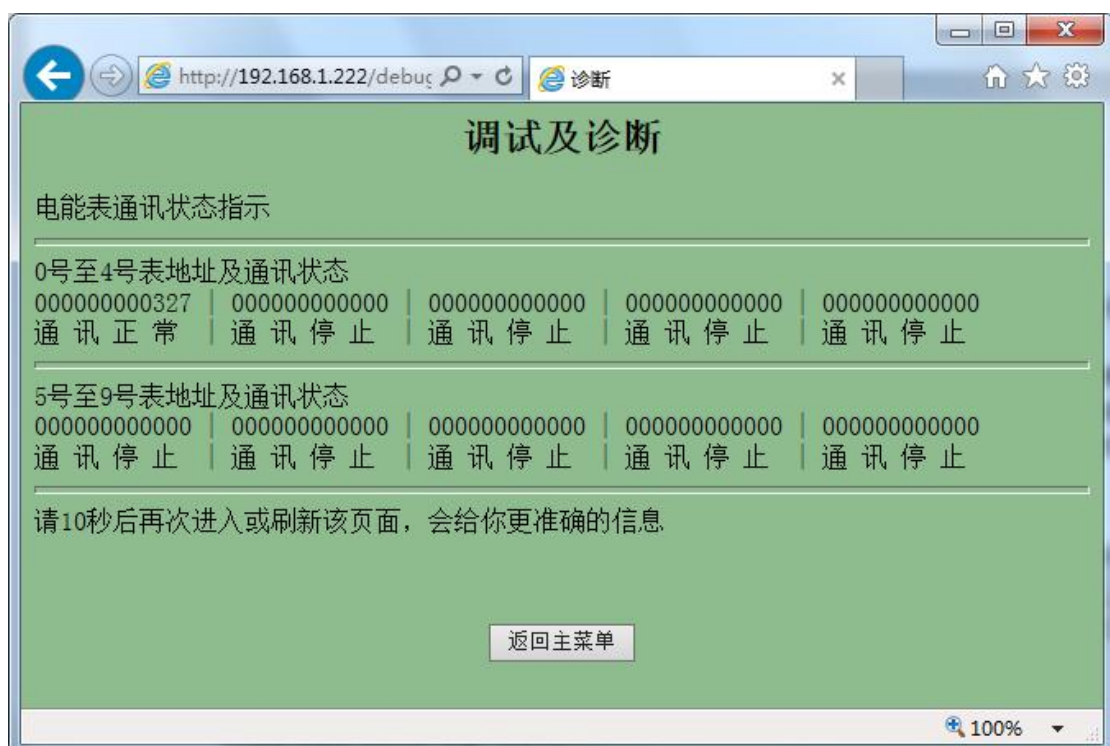 http://192.168.1.222/debug
诊断
调试及诊断
电能表通讯状态指示
0号至4号表地址及通讯状态
000000000327 | 000000000000 | 000000000000 | 000000000000 | 000000000000
通 讯 正 常 | 通 讯 停 止 | 通 讯 停 止 | 通 讯 停 止 | 通 讯 停 止
5号至9号表地址及通讯状态
000000000000 | 000000000000 | 000000000000 | 000000000000 | 000000000000
通 讯 停 止 | 通 讯 停 止 | 通 讯 停 止 | 通 讯 停 止 | 通 讯 停 止
请10秒后再次进入或刷新该页面，会给你更准确的信息
返回主菜单
100%